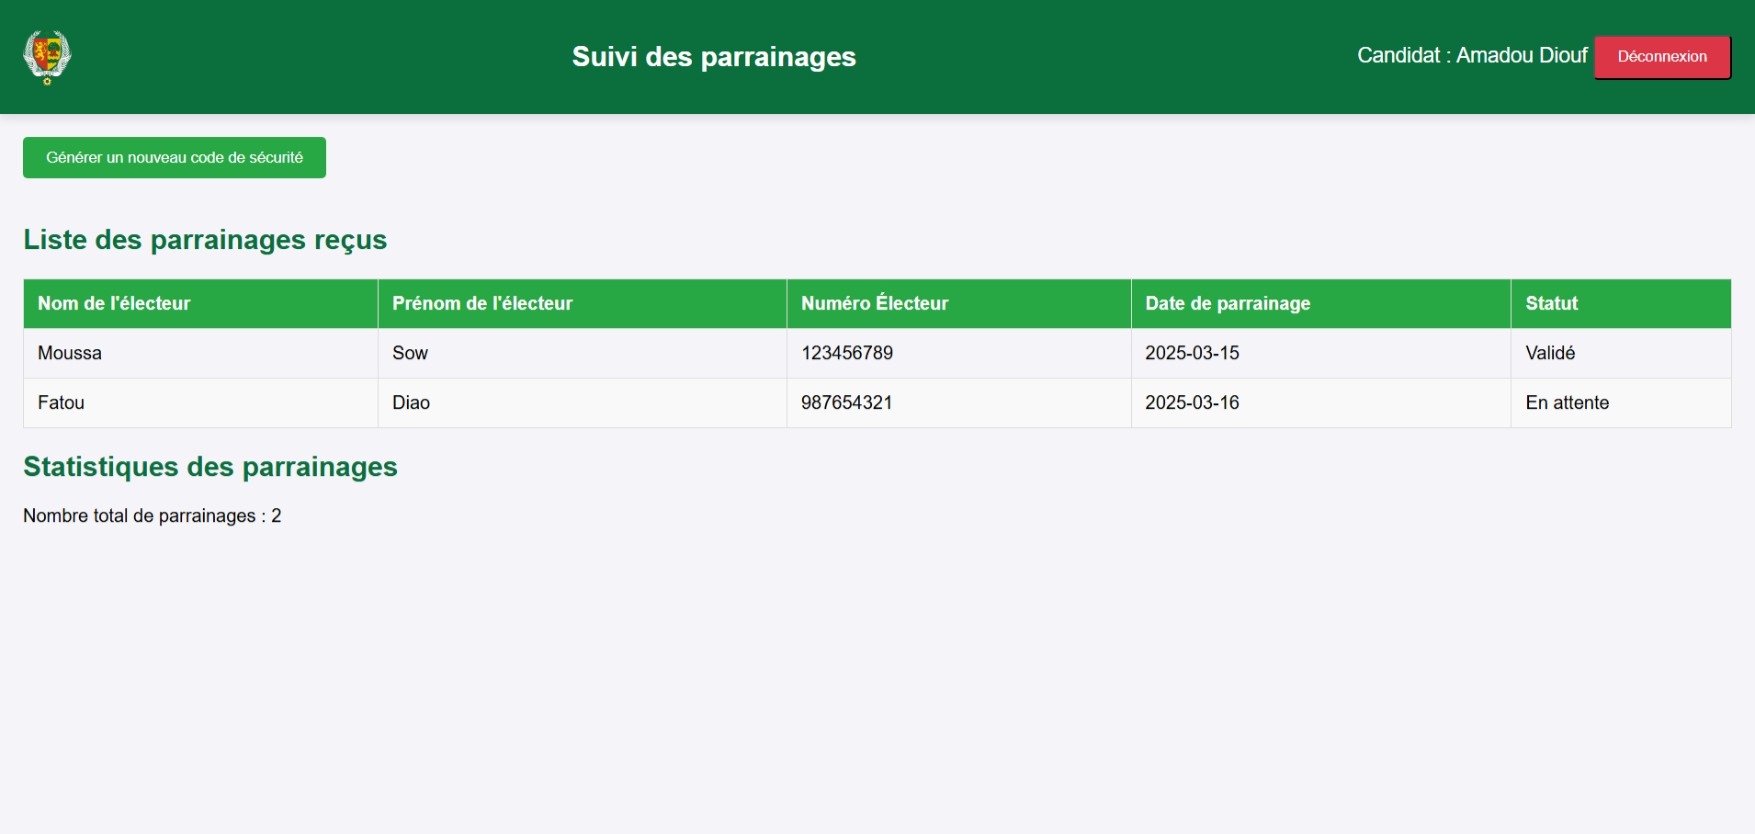 Suivi des parrainages
Candidat : Amadou Diouf Déconnexion
Générer un nouveau code de sécurité
Liste des parrainages reçus
Nom de l'électeur Prénom de l'électeur Numéro Électeur Date de parrainage Statut
Moussa Sow 123456789 2025-03-15 Validé
Fatou Diao 987654321 2025-03-16 En attente
Statistiques des parrainages
Nombre total de parrainages : 2